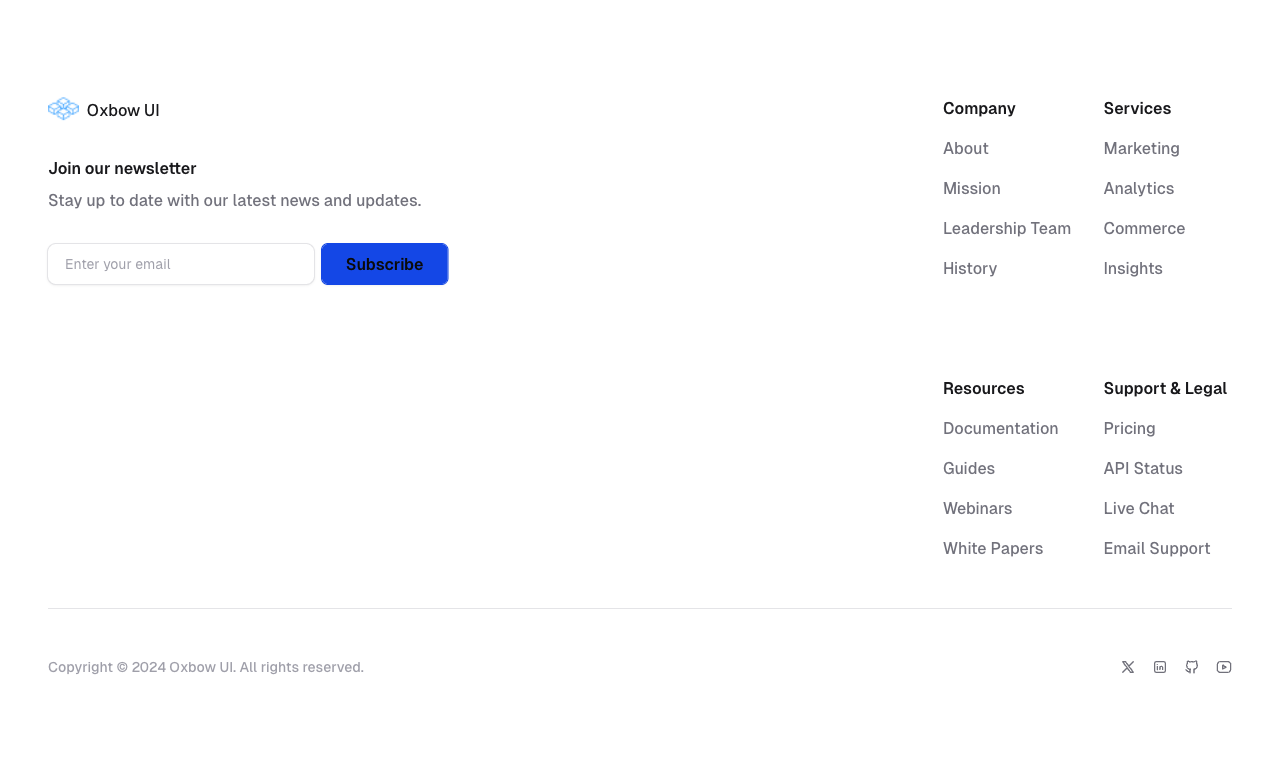 Oxbow UI
Join our newsletter
Stay up to date with our latest news and updates.
Enter your email
Subscribe
Company
About
Mission
Leadership Team
History
Services
Marketing
Analytics
Commerce
Insights
Resources
Documentation
Guides
Webinars
White Papers
Support & Legal
Pricing
API Status
Live Chat
Email Support
Copyright © 2024 Oxbow UI. All rights reserved.